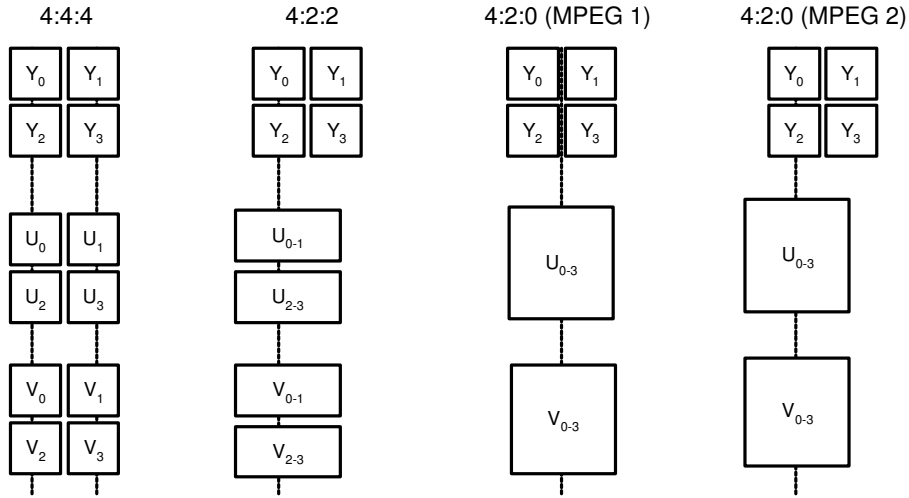 4:4:4 4:2:2 4:2:0 (MPEG 1) 4:2:0 (MPEG 2)
Y0 Y1 Y0 Y1 Y0 Y1 Y0 Y1
Y2 Y3 Y2 Y3 Y2 Y3 Y2 Y3
U0 U1 U0-1
U0-3 U0-3
U2 U3 U2-3
V0 V1 V0-1
V0-3 V0-3
V2 V3 V2-3